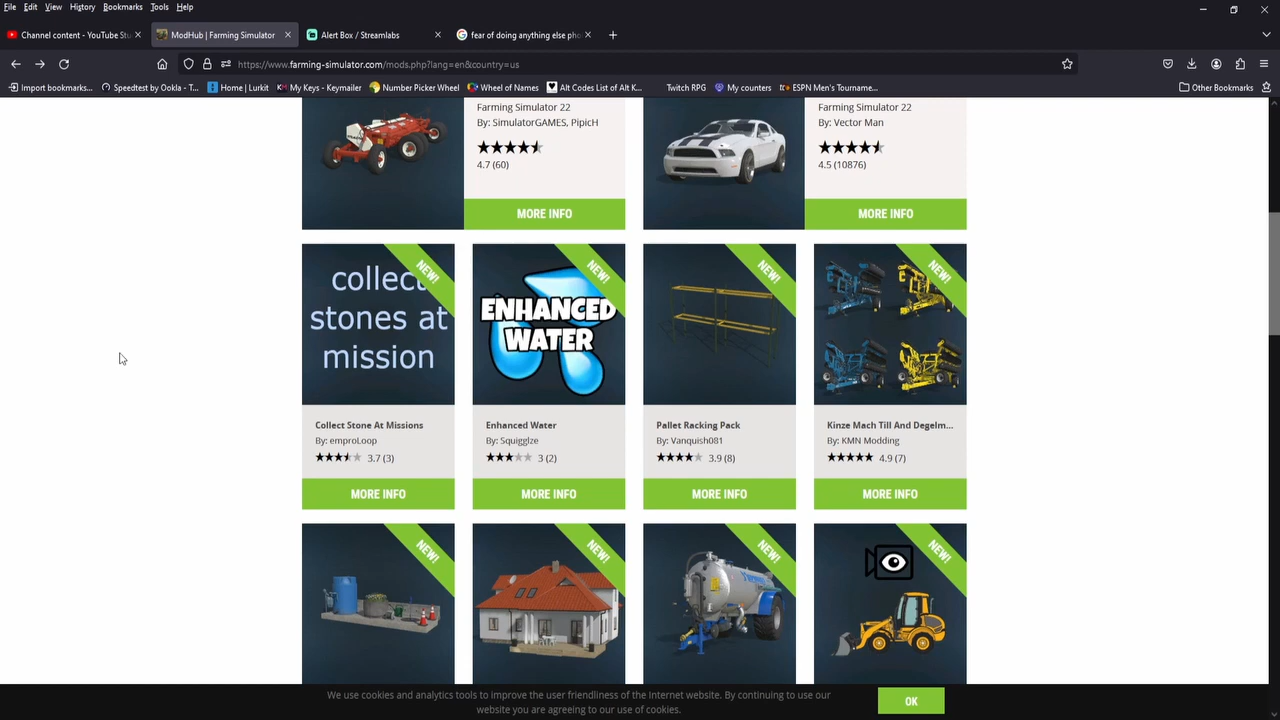 File Edit View History Bookmarks Tools Help
Channel content - YouTube Stu
ModHub | Farming Simulator
Alert Box / Streamlabs
fear of doing anything else pho
https://www.farming-simulator.com/mods.php?lang=en&country=us
Import bookmarks...
Speedtest by Ookla - T...
Home | Lurkit
My Keys - Keymailer
Number Picker Wheel
Wheel of Names
Alt Codes List of Alt K...
Twitch RPG
My counters
ESPN Men's Tourname...
Other Bookmarks
Farming Simulator 22
By: SimulatorGAMES, PipicH
4.7 (60)
MORE INFO
Farming Simulator 22
By: Vector Man
4.5 (10876)
MORE INFO
collect
stones at
mission
NEW!
ENHANCED
WATER
NEW!
NEW!
NEW!
Collect Stone At Missions
By: emproLoop
3.7 (3)
MORE INFO
Enhanced Water
By: Squigglze
3 (2)
MORE INFO
Pallet Racking Pack
By: Vanquish081
3.9 (8)
MORE INFO
Kinze Mach Till And Degelm...
By: KMN Modding
4.9 (7)
MORE INFO
NEW!
NEW!
NEW!
NEW!
We use cookies and analytics tools to improve the user friendliness of the Internet website. By continuing to use our
website you are agreeing to our use of cookies.
OK